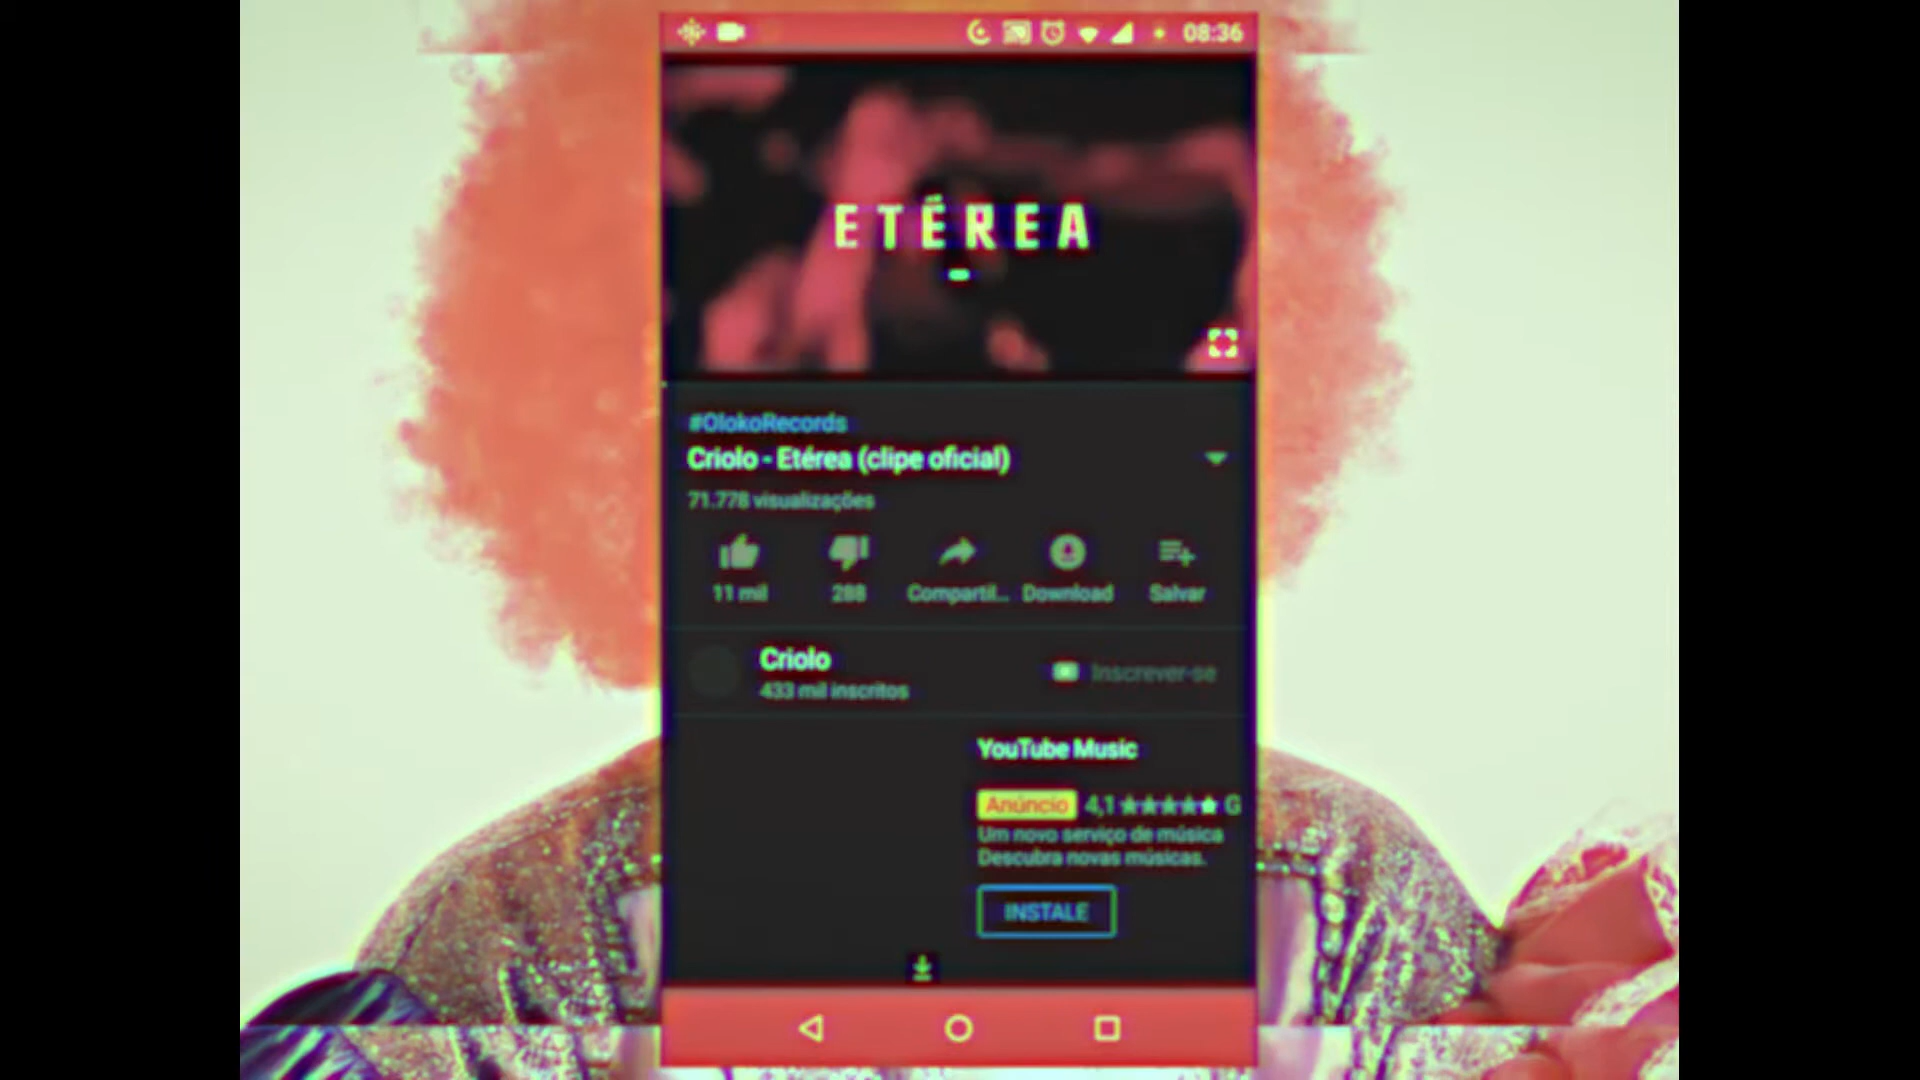 08:36
ETÉREA
#OlokoRecords
Criolo - Etérea (clipe oficial)
71.778 visualizações
11 mil
288
Compartil...
Download
Salvar
Criolo
433 mil inscritos
Inscrever-se
YouTube Music
Anúncio 4,1 ★★★★★ G
Um novo serviço de música
Descubra novas músicas.
INSTALE